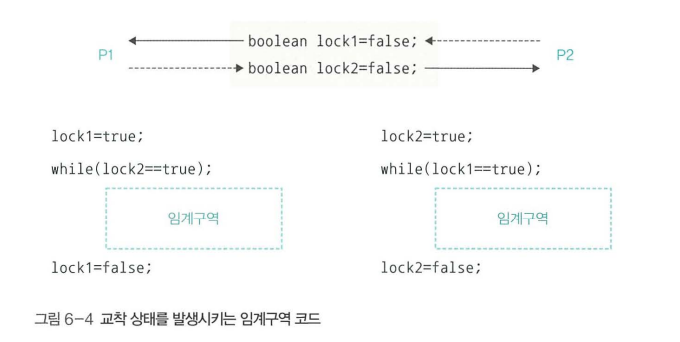 boolean lock1=false;
P1
P2
boolean lock2=false;
lock1=true;
while(lock2==true);
임계구역
lock1=false;
lock2=true;
while(lock1==true);
임계구역
lock2=false;
그림 6-4 교착 상태를 발생시키는 임계구역 코드